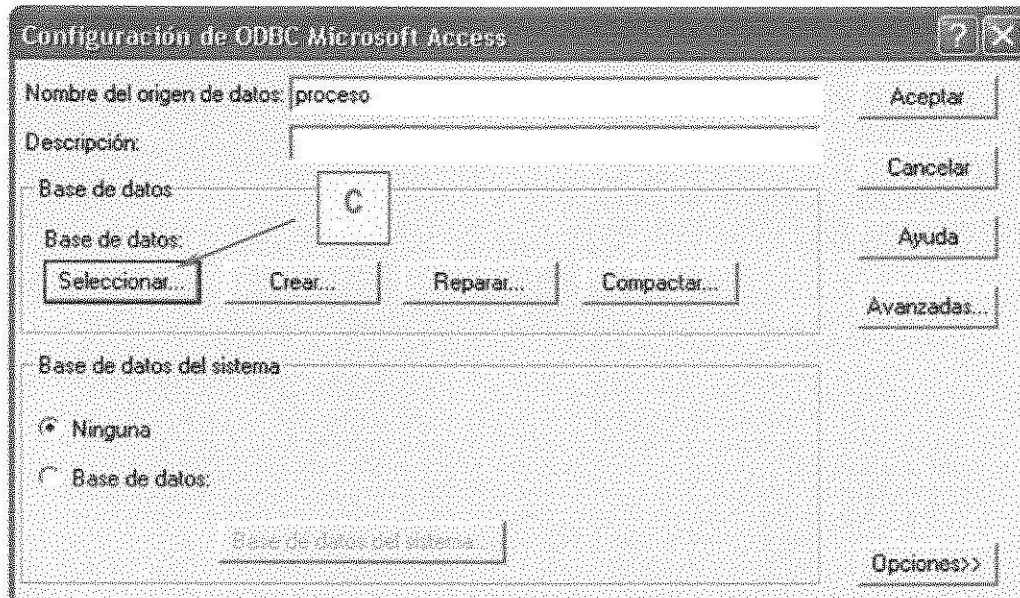 Configuración de ODBC Microsoft Access
Nombre del origen de datos: proceso
Aceptar
Descripción:
Cancelar
Base de datos
C
Base de datos:
Ayuda
Seleccionar... Crear... Reparar... Compactar...
Avanzadas...
Base de datos del sistema
Ninguna
Base de datos:
Base de datos del sistema...
Opciones>>